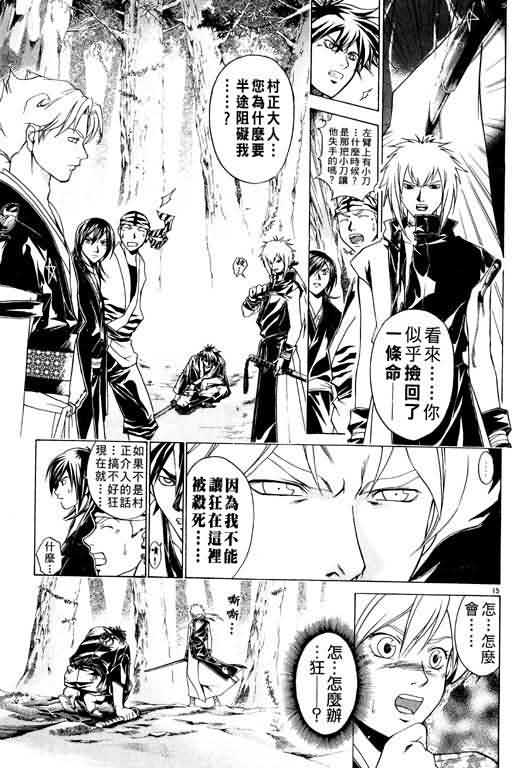 左臂上有小刀
…什麼時候？
是那把小刀讓
他失手的嗎？
看來……你
似乎撿回了
一條命——
村正大人…
您為什麼要
半途阻礙我
……？
……
因為我不能
讓狂在這裡
被殺死……
如果不是村
正介入的話
…搞不好狂
現在就……
什麼…
15
怎…怎麼
會……
怎…怎麼辦
—狂—？
嘶…
嘶…